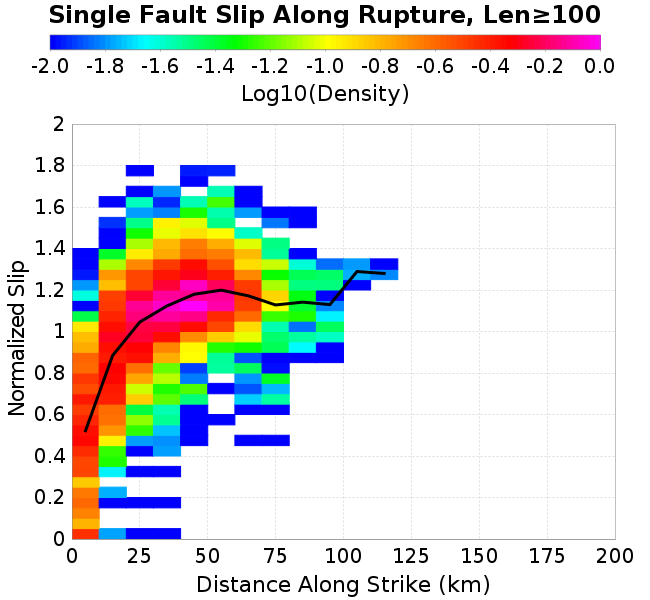 Single Fault Slip Along Rupture, Len≥100
-2.0 -1.8 -1.6 -1.4 -1.2 -1.0 -0.8 -0.6 -0.4 -0.2 0.0
Log10(Density)
Normalized Slip
2
1.8
1.6
1.4
1.2
1
0.8
0.6
0.4
0.2
0
0 25 50 75 100 125 150 175 200
Distance Along Strike (km)